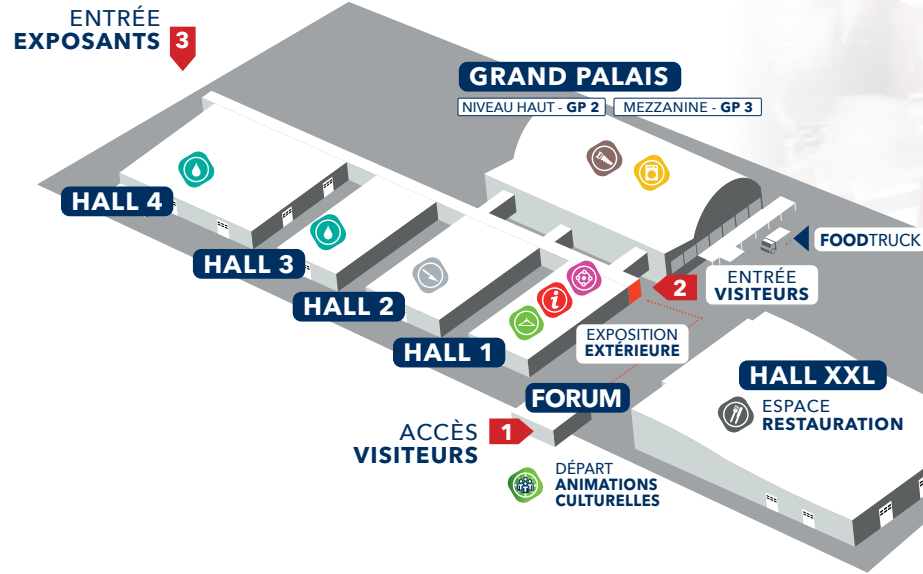 ENTRÉE
EXPOSANTS 3
GRAND PALAIS
NIVEAU HAUT - GP 2
MEZZANINE - GP 3
HALL 4
HALL 3
HALL 2
HALL 1
FOODTRUCK
2
ENTRÉE
VISITEURS
EXPOSITION
EXTÉRIEURE
FORUM
HALL XXL
ESPACE
RESTAURATION
ACCÈS
VISITEURS
1
DÉPART
ANIMATIONS
CULTURELLES
i